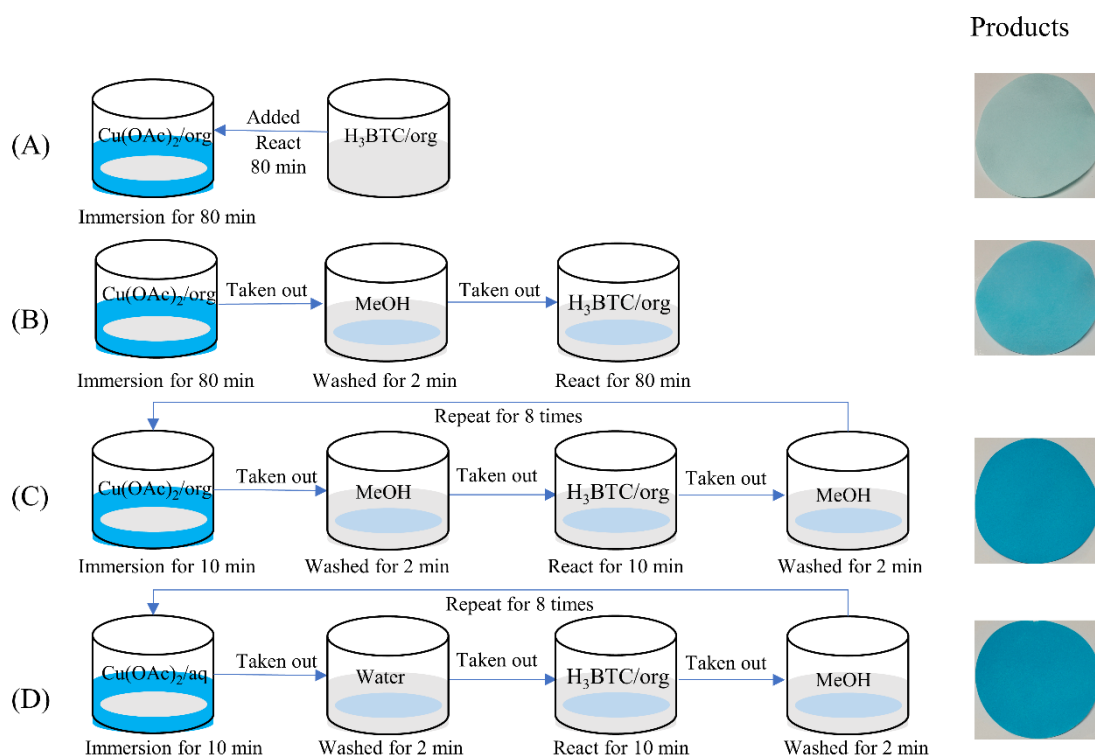 Products
(A)
Cu(OAc)₂/org
Added
React
80 min
H₃BTC/org
Immersion for 80 min
(B)
Cu(OAc)₂/org
Taken out
MeOH
Taken out
H₃BTC/org
Immersion for 80 min
Washed for 2 min
React for 80 min
Repeat for 8 times
(C)
Cu(OAc)₂/org
Taken out
MeOH
Taken out
H₃BTC/org
Taken out
MeOH
Immersion for 10 min
Washed for 2 min
React for 10 min
Washed for 2 min
Repeat for 8 times
(D)
Cu(OAc)₂/aq
Taken out
Water
Taken out
H₃BTC/org
Taken out
MeOH
Immersion for 10 min
Washed for 2 min
React for 10 min
Washed for 2 min